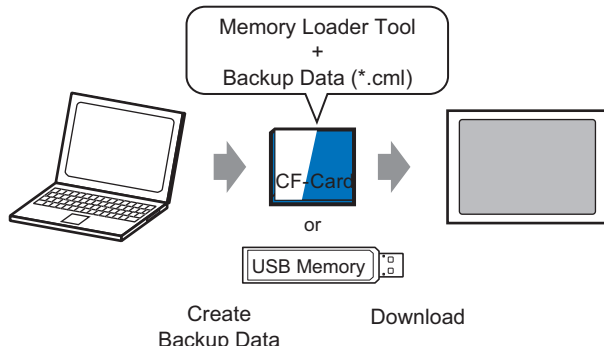 Memory Loader Tool
+
Backup Data (*.cml)
CF-Card
or
USB Memory
Create
Backup Data
Download